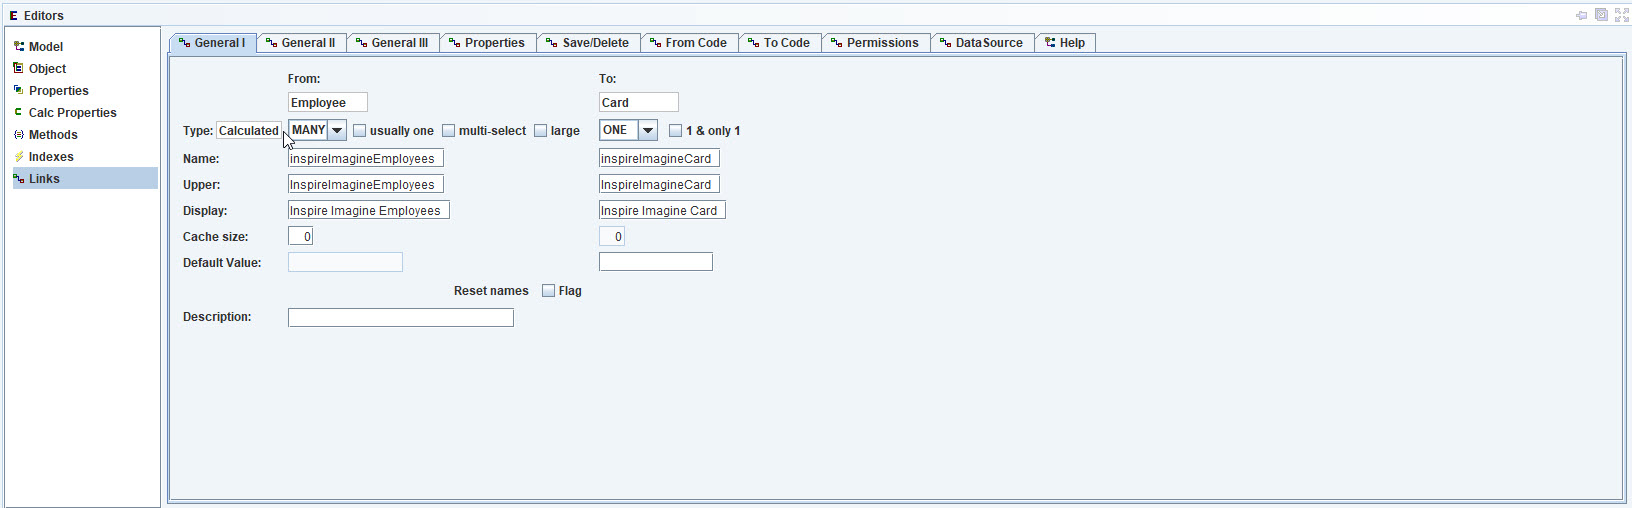 Editors
Model
Object
Properties
Calc Properties
Methods
Indexes
Links
General I General II General III Properties Save/Delete From Code To Code Permissions DataSource Help
From: To:
Employee Card
Type: Calculated MANY usually one multi-select large ONE 1 & only 1
Name: inspireImagineEmployees inspireImagineCard
Upper: InspireImagineEmployees InspireImagineCard
Display: Inspire Imagine Employees Inspire Imagine Card
Cache size: 0 0
Default Value:
Reset names Flag
Description: